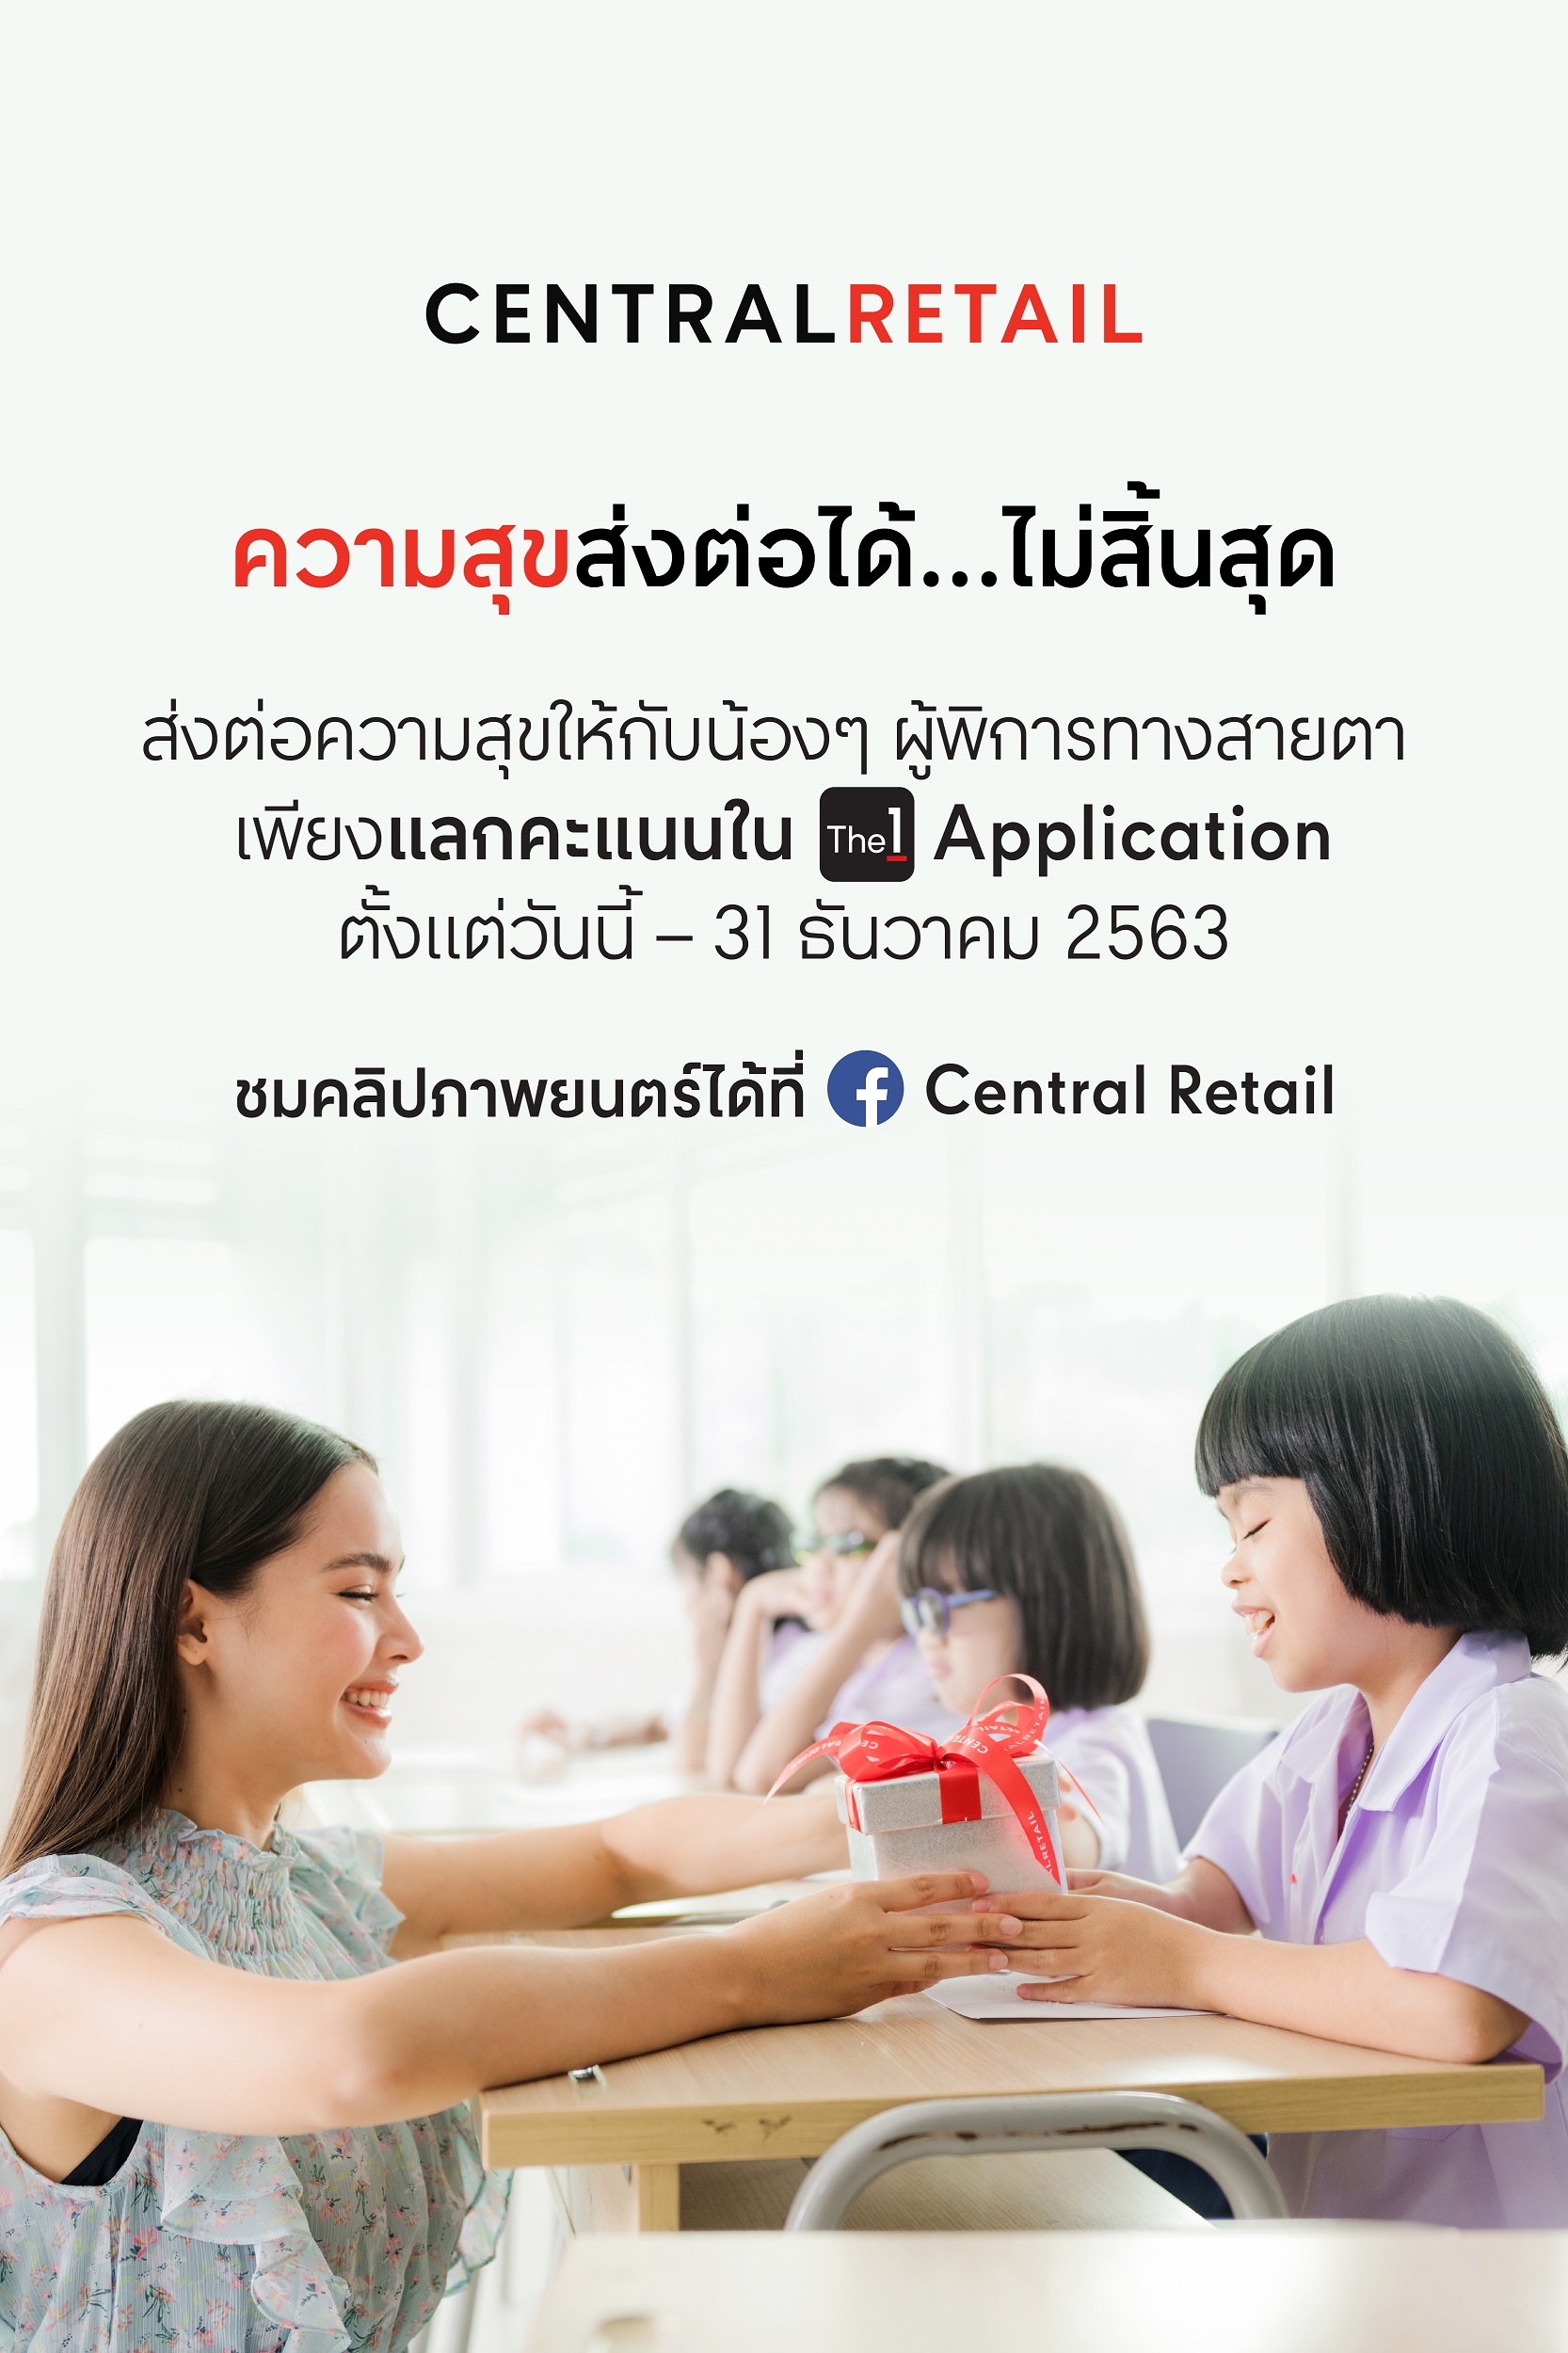 CENTRALRETAIL
ความสุขส่งต่อได้...ไม่สิ้นสุด
ส่งต่อความสุขให้กับน้องๆ ผู้พิการทางสายตา
เพียงแลกคะแนนใน The1 Application
ตั้งแต่วันนี้ – 31 ธันวาคม 2563
ชมคลิปภาพยนตร์ได้ที่ f Central Retail